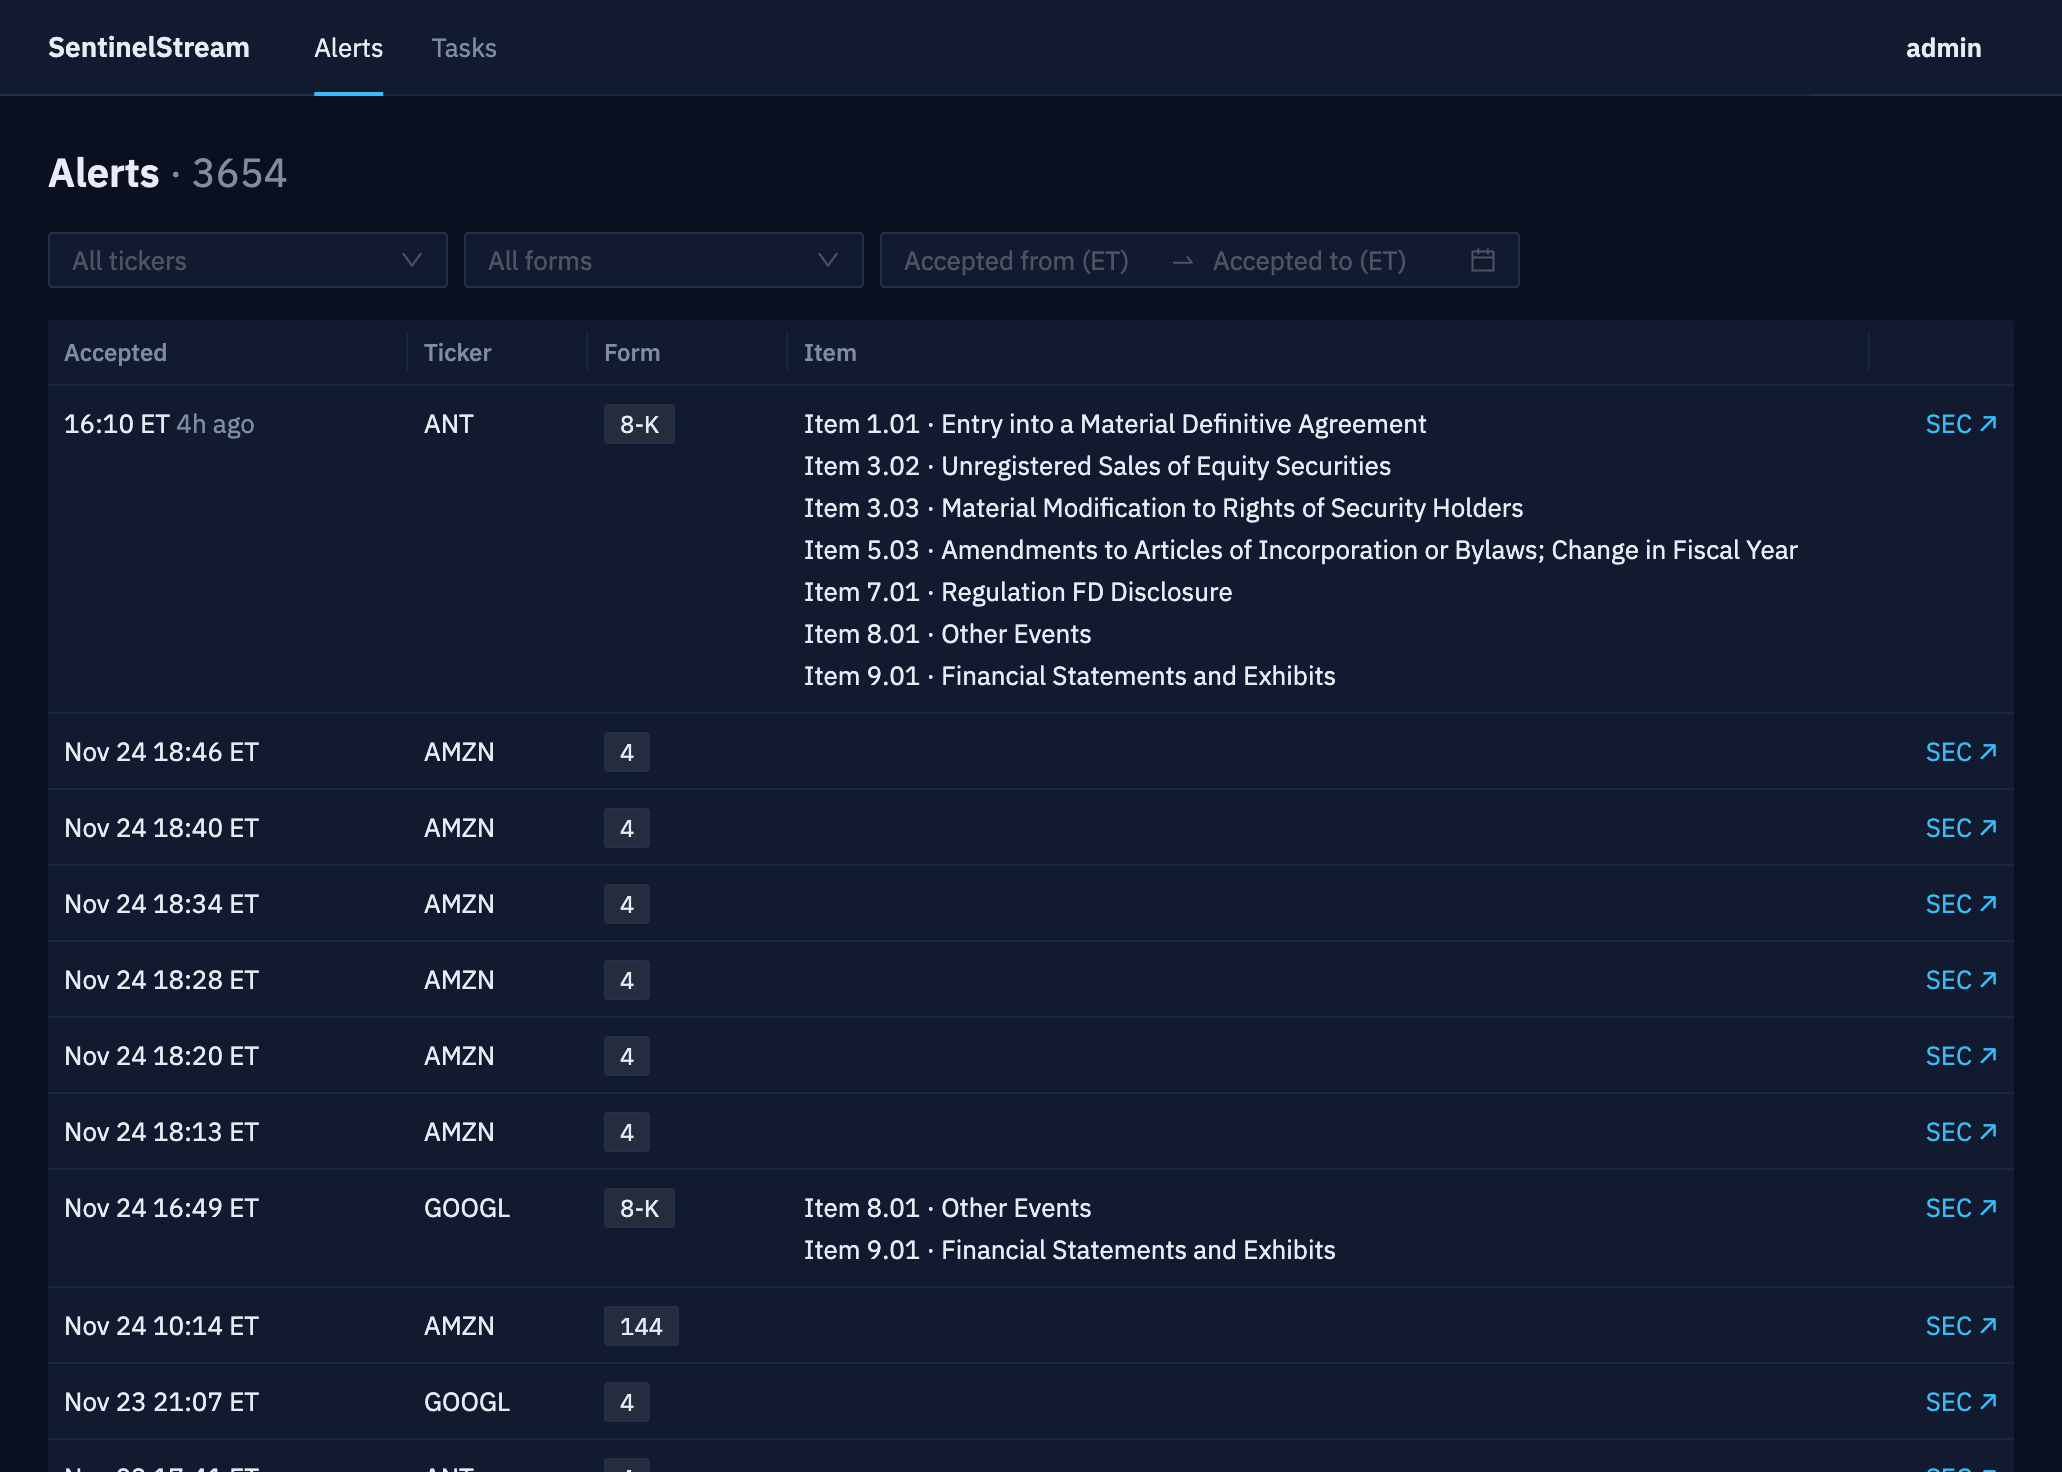 SentinelStream Alerts Tasks admin
Alerts · 3654
All tickers All forms Accepted from (ET) → Accepted to (ET)
Accepted Ticker Form Item
16:10 ET 4h ago ANT 8-K Item 1.01 · Entry into a Material Definitive Agreement SEC ↗
Item 3.02 · Unregistered Sales of Equity Securities
Item 3.03 · Material Modification to Rights of Security Holders
Item 5.03 · Amendments to Articles of Incorporation or Bylaws; Change in Fiscal Year
Item 7.01 · Regulation FD Disclosure
Item 8.01 · Other Events
Item 9.01 · Financial Statements and Exhibits
Nov 24 18:46 ET AMZN 4 SEC ↗
Nov 24 18:40 ET AMZN 4 SEC ↗
Nov 24 18:34 ET AMZN 4 SEC ↗
Nov 24 18:28 ET AMZN 4 SEC ↗
Nov 24 18:20 ET AMZN 4 SEC ↗
Nov 24 18:13 ET AMZN 4 SEC ↗
Nov 24 16:49 ET GOOGL 8-K Item 8.01 · Other Events SEC ↗
Item 9.01 · Financial Statements and Exhibits
Nov 24 10:14 ET AMZN 144 SEC ↗
Nov 23 21:07 ET GOOGL 4 SEC ↗